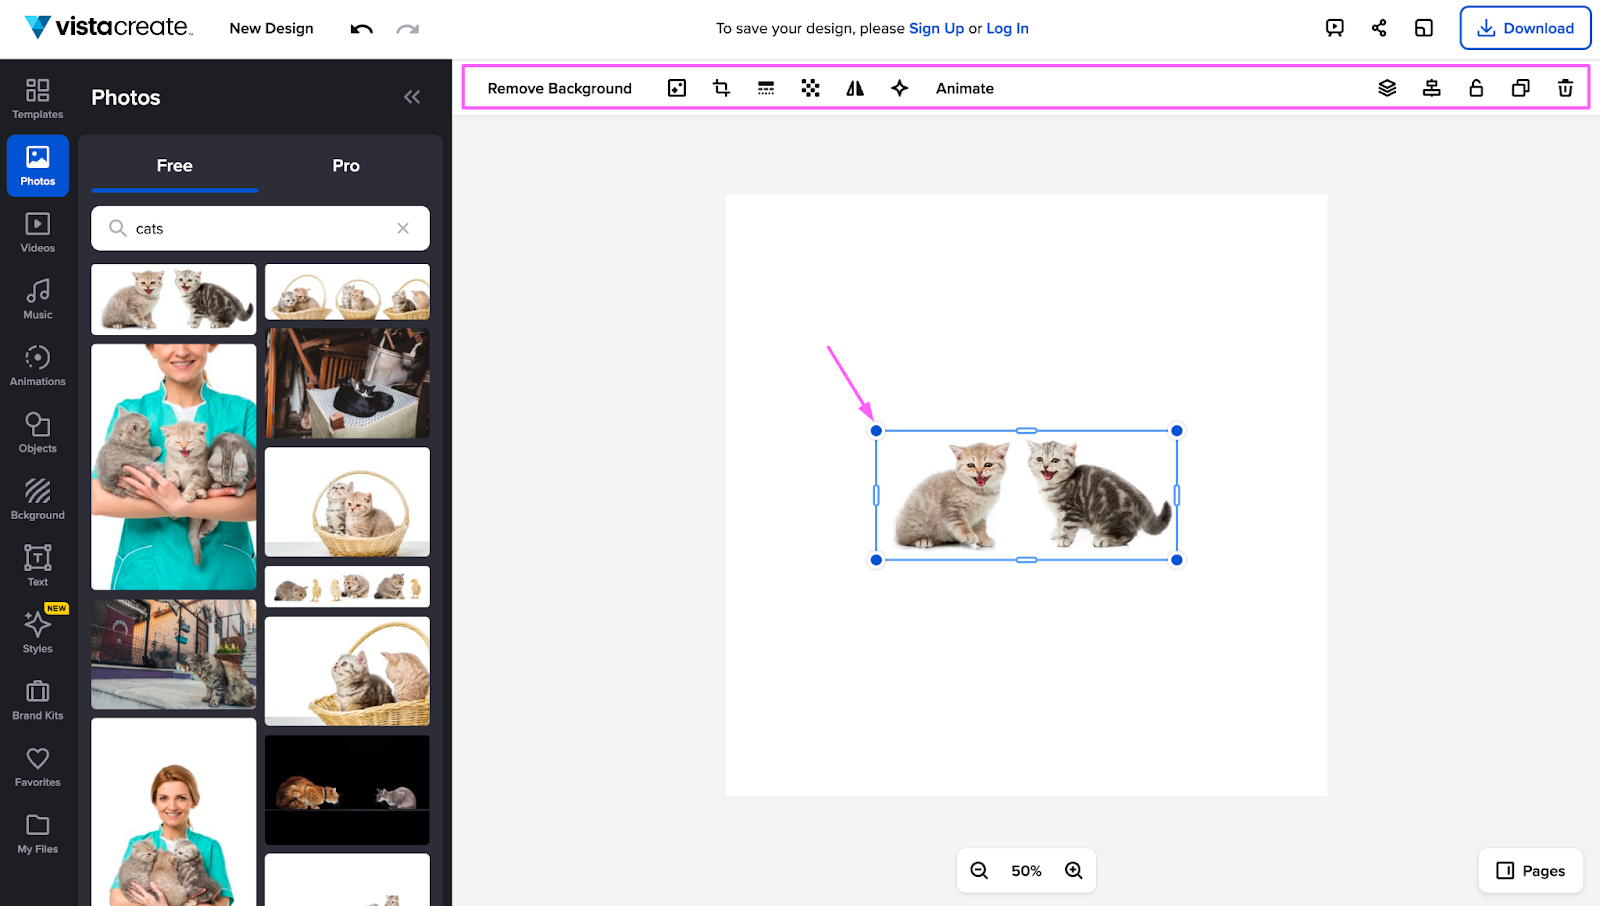 vistacreate™
New Design
To save your design, please Sign Up or Log In
Download
Templates
Photos
Videos
Music
Animations
Objects
Bckground
Text
NEW
Styles
Brand Kits
Favorites
My Files
Photos
Free
Pro
cats
Remove Background
Animate
50%
Pages